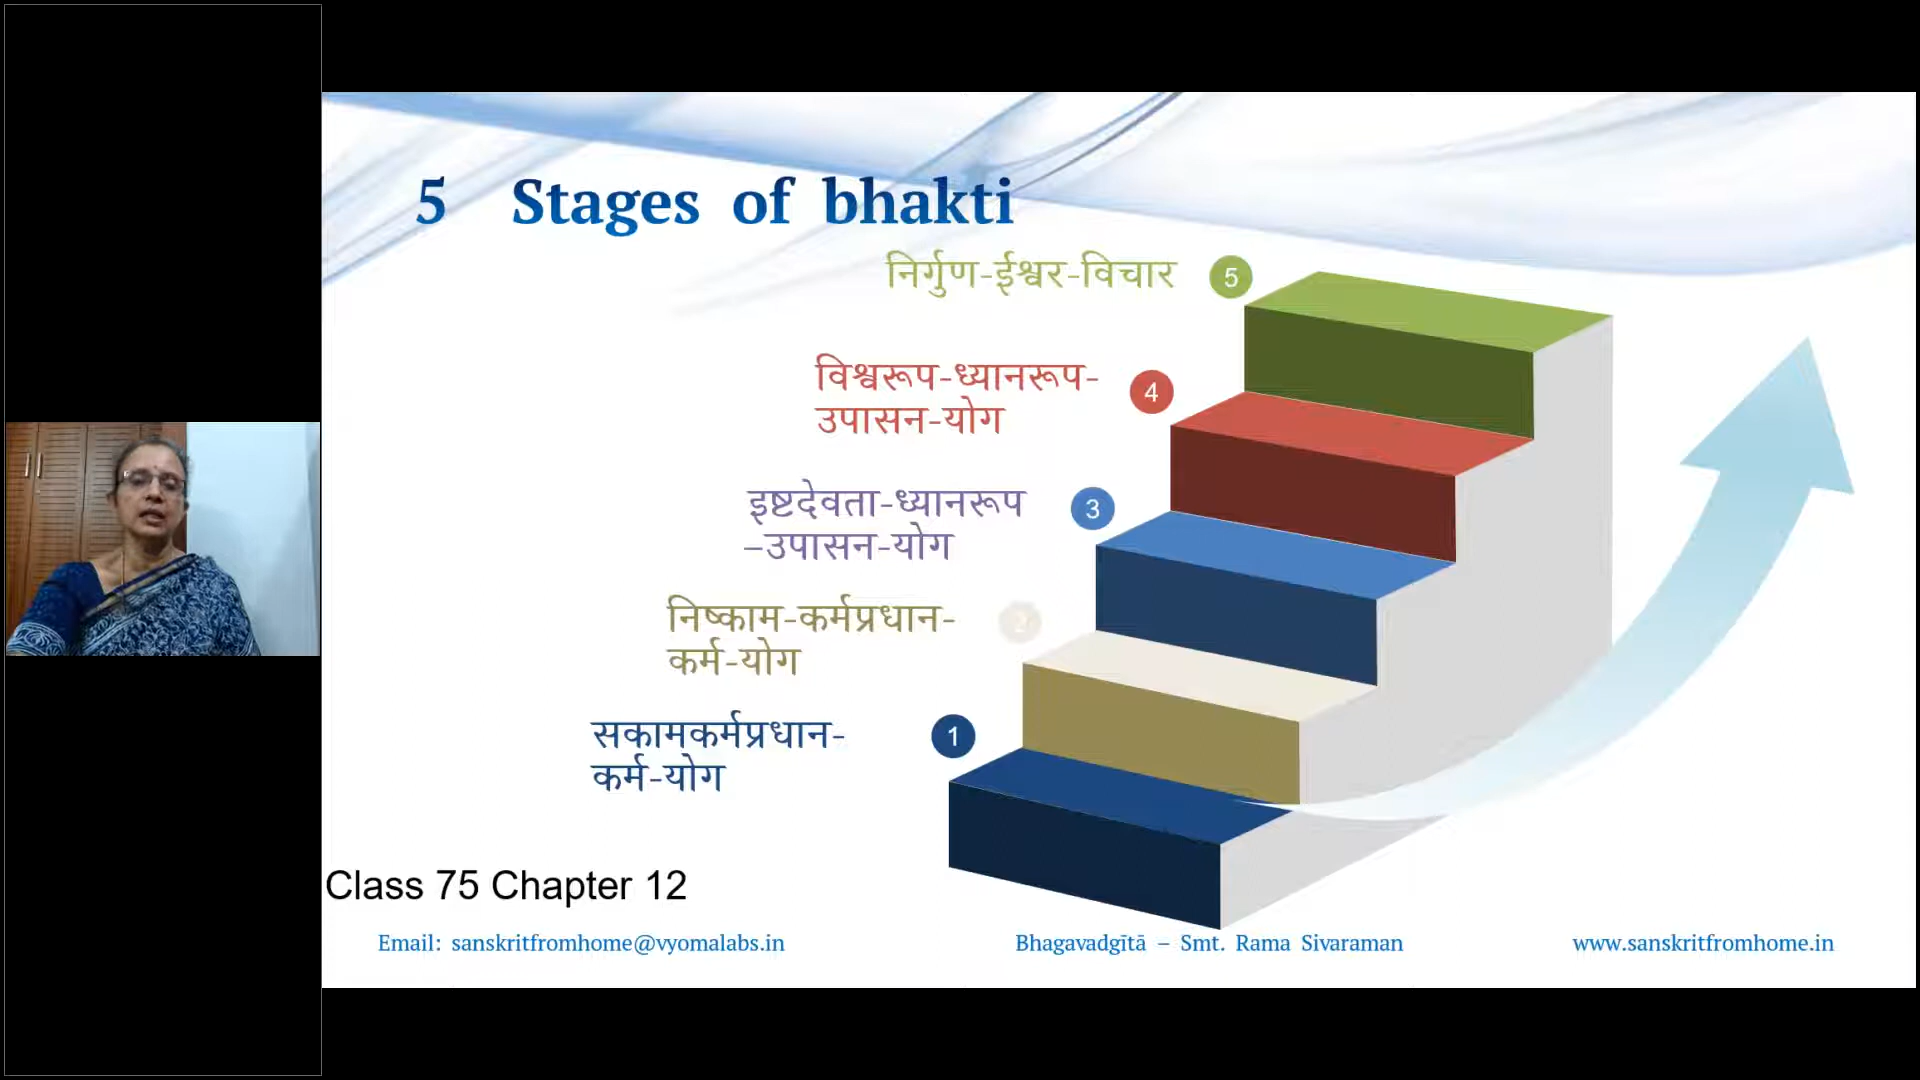 5 Stages of bhakti
निर्गुण-ईश्वर-विचार
5
विश्वरूप-ध्यानरूप-
उपासन-योग
4
इष्टदेवता-ध्यानरूप
–उपासन-योग
3
निष्काम-कर्मप्रधान-
कर्म-योग
2
सकामकर्मप्रधान-
कर्म-योग
1
Class 75 Chapter 12
Email: sanskritfromhome@vyomalabs.in
Bhagavadgītā – Smt. Rama Sivaraman
www.sanskritfromhome.in